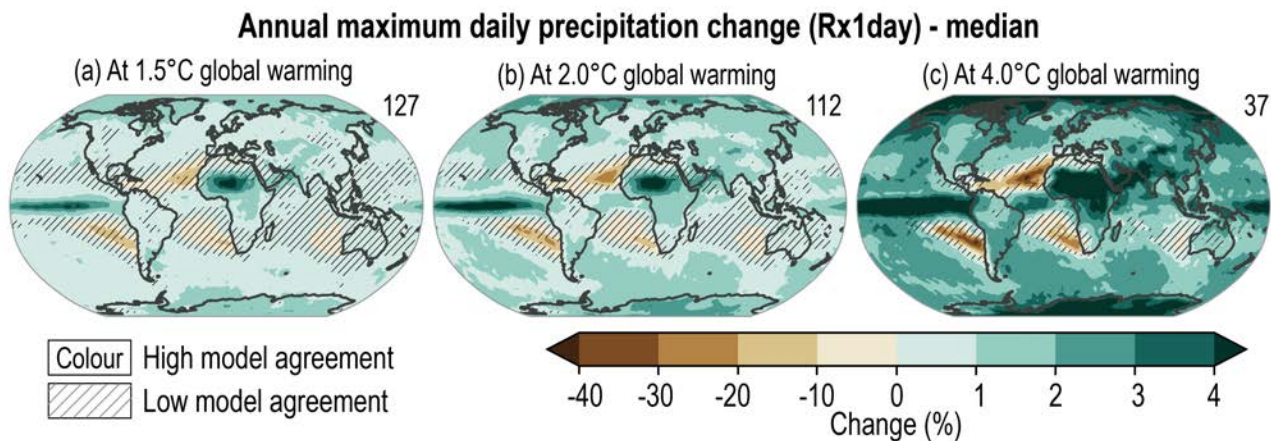 Annual maximum daily precipitation change (Rx1day) - median
(a) At 1.5°C global warming
127
(b) At 2.0°C global warming
112
(c) At 4.0°C global warming
37
Colour High model agreement
Low model agreement
-40 -30 -20 -10 0 1 2 3 4
Change (%)